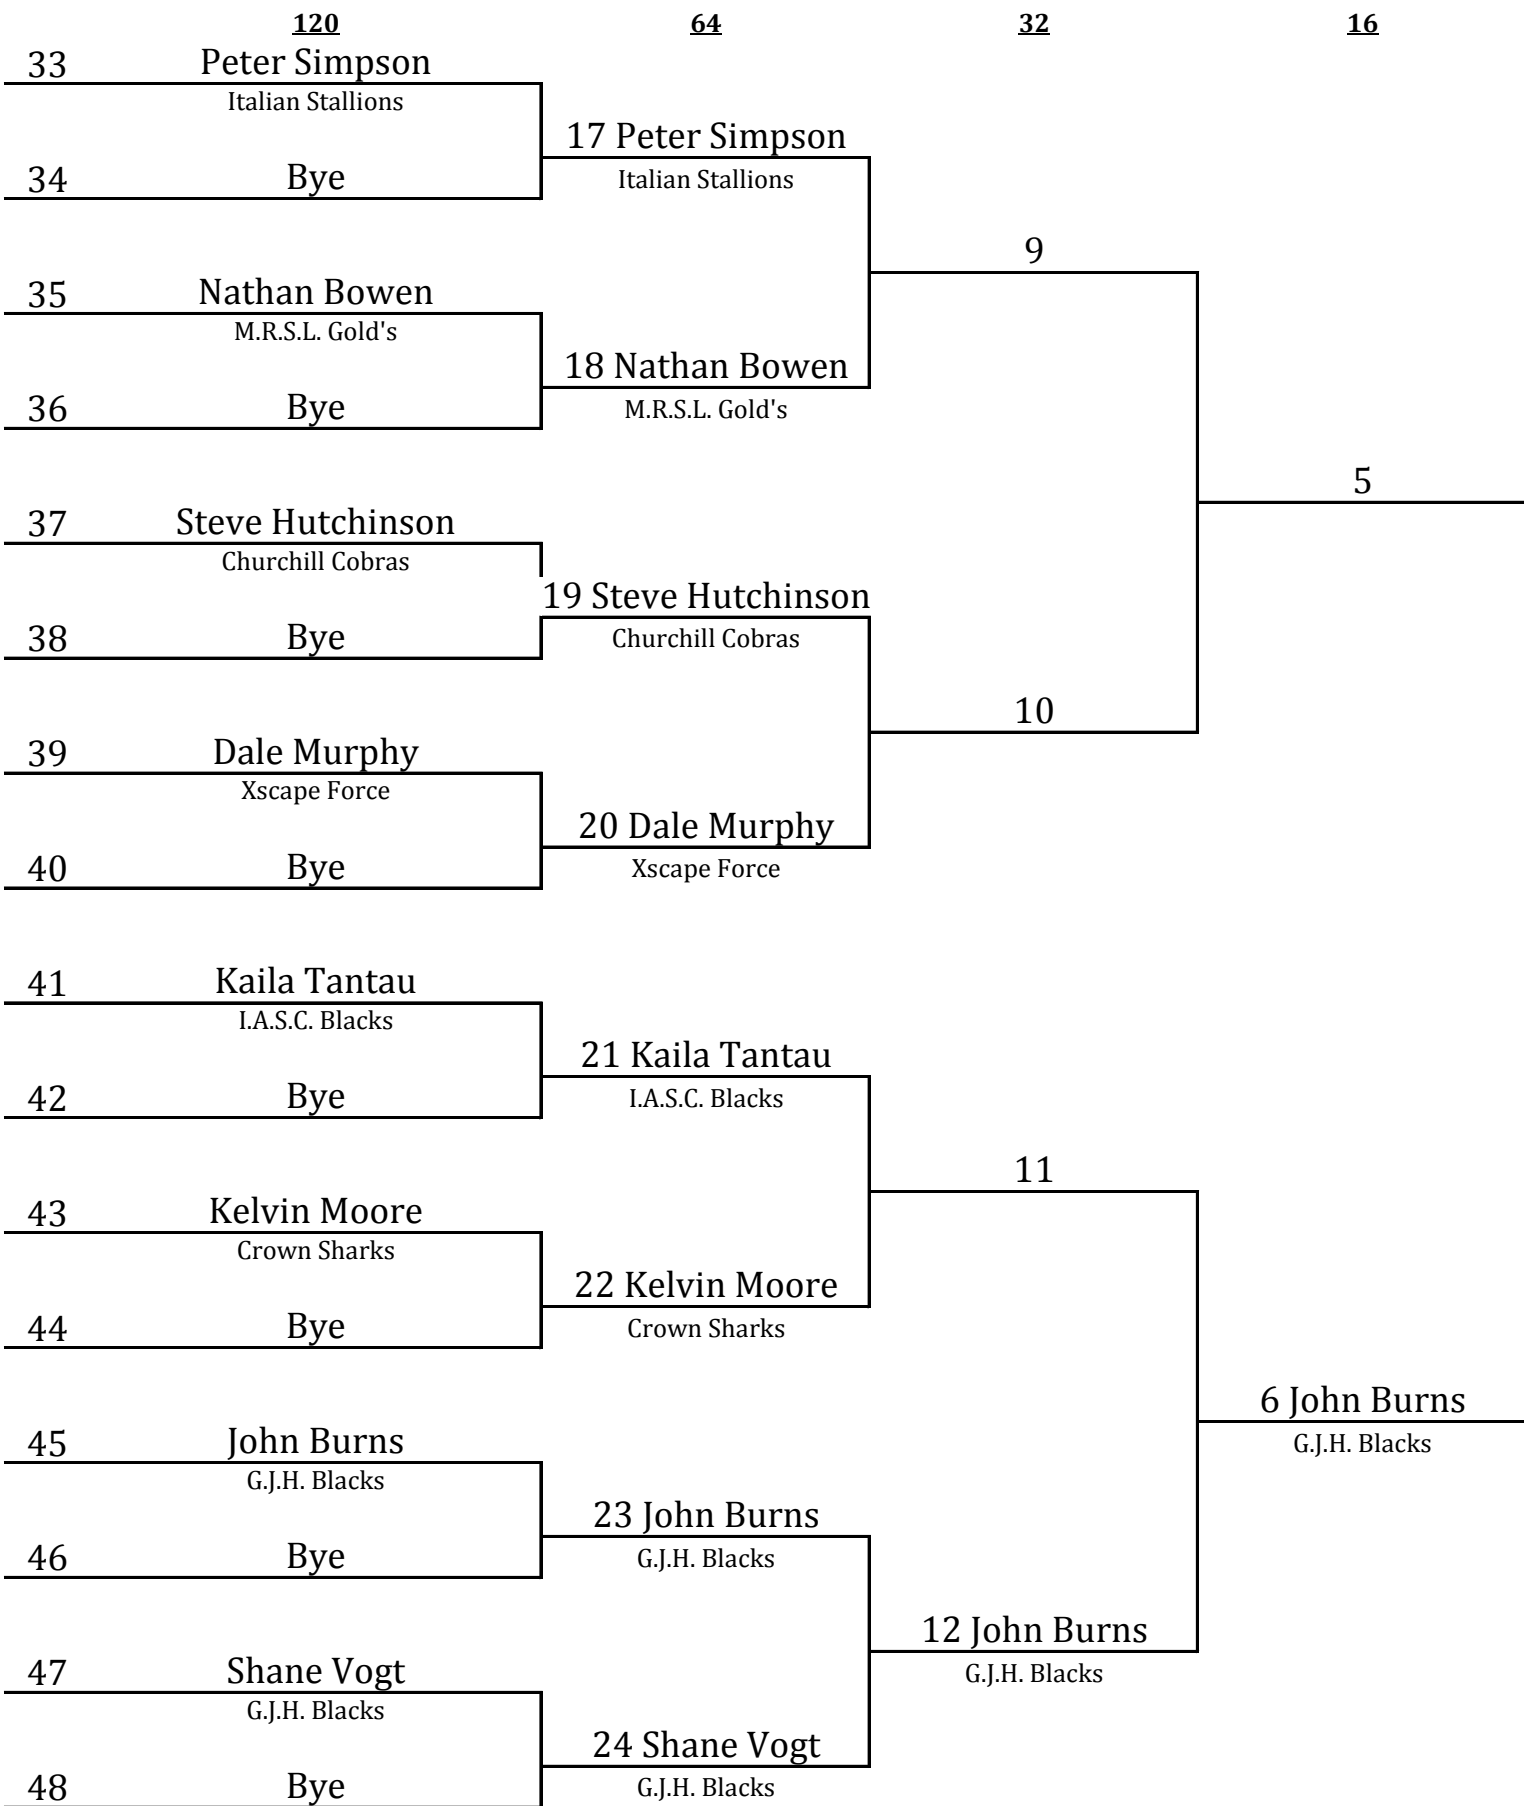 120 64 32 16
33 Peter Simpson
Italian Stallions
17 Peter Simpson
34 Bye
Italian Stallions
9
35 Nathan Bowen
M.R.S.L. Gold's
18 Nathan Bowen
36 Bye
M.R.S.L. Gold's
5
37 Steve Hutchinson
Churchill Cobras
19 Steve Hutchinson
38 Bye
Churchill Cobras
10
39 Dale Murphy
Xscape Force
20 Dale Murphy
40 Bye
Xscape Force
41 Kaila Tantau
I.A.S.C. Blacks
21 Kaila Tantau
42 Bye
I.A.S.C. Blacks
11
43 Kelvin Moore
Crown Sharks
22 Kelvin Moore
44 Bye
Crown Sharks
6 John Burns
45 John Burns
G.J.H. Blacks
G.J.H. Blacks
23 John Burns
46 Bye
G.J.H. Blacks
12 John Burns
47 Shane Vogt
G.J.H. Blacks
G.J.H. Blacks
24 Shane Vogt
48 Bye
G.J.H. Blacks